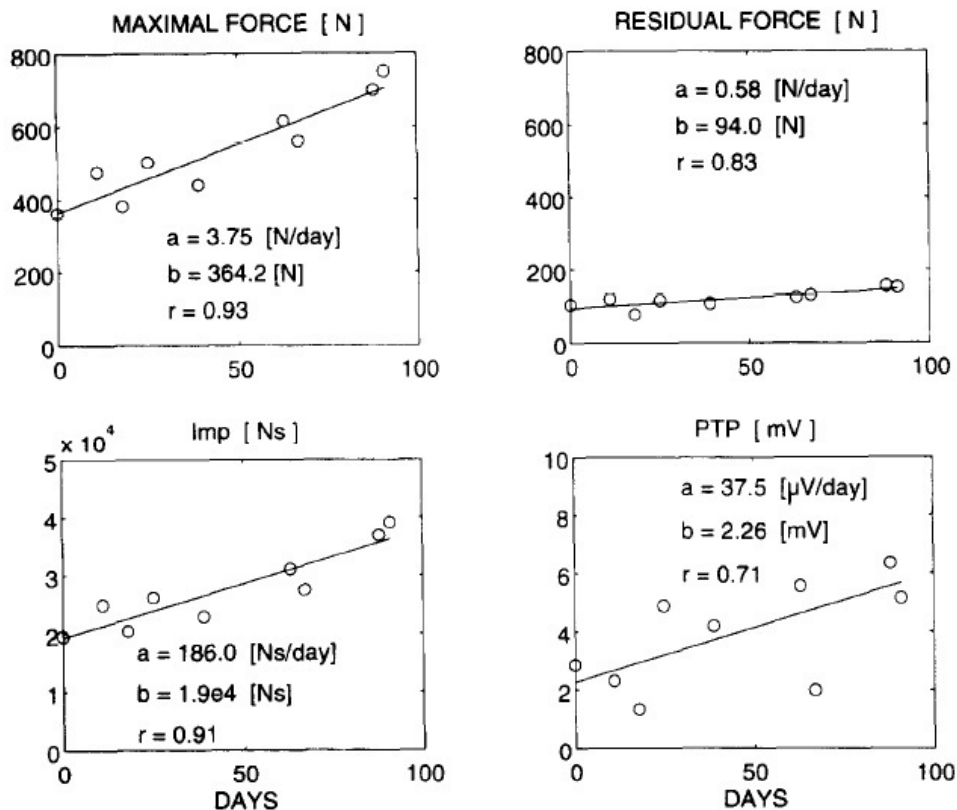 MAXIMAL FORCE [ N ]
800
600
400
200
0
0
50
100
a = 3.75 [N/day]
b = 364.2 [N]
r = 0.93
RESIDUAL FORCE [ N ]
800
600
400
200
0
0
50
100
a = 0.58 [N/day]
b = 94.0 [N]
r = 0.83
Imp [ Ns ]
× 10⁴
5
4
3
2
1
0
0
50
100
DAYS
a = 186.0 [Ns/day]
b = 1.9e4 [Ns]
r = 0.91
PTP [ mV ]
10
8
6
4
2
0
0
50
100
DAYS
a = 37.5 [µV/day]
b = 2.26 [mV]
r = 0.71